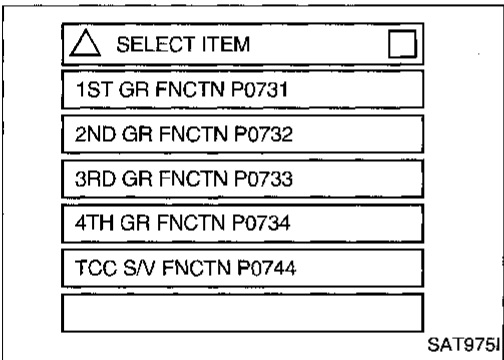 SELECT ITEM
1ST GR FNCTN P0731
2ND GR FNCTN P0732
3RD GR FNCTN P0733
4TH GR FNCTN P0734
TCC S/V FNCTN P0744
SAT975I